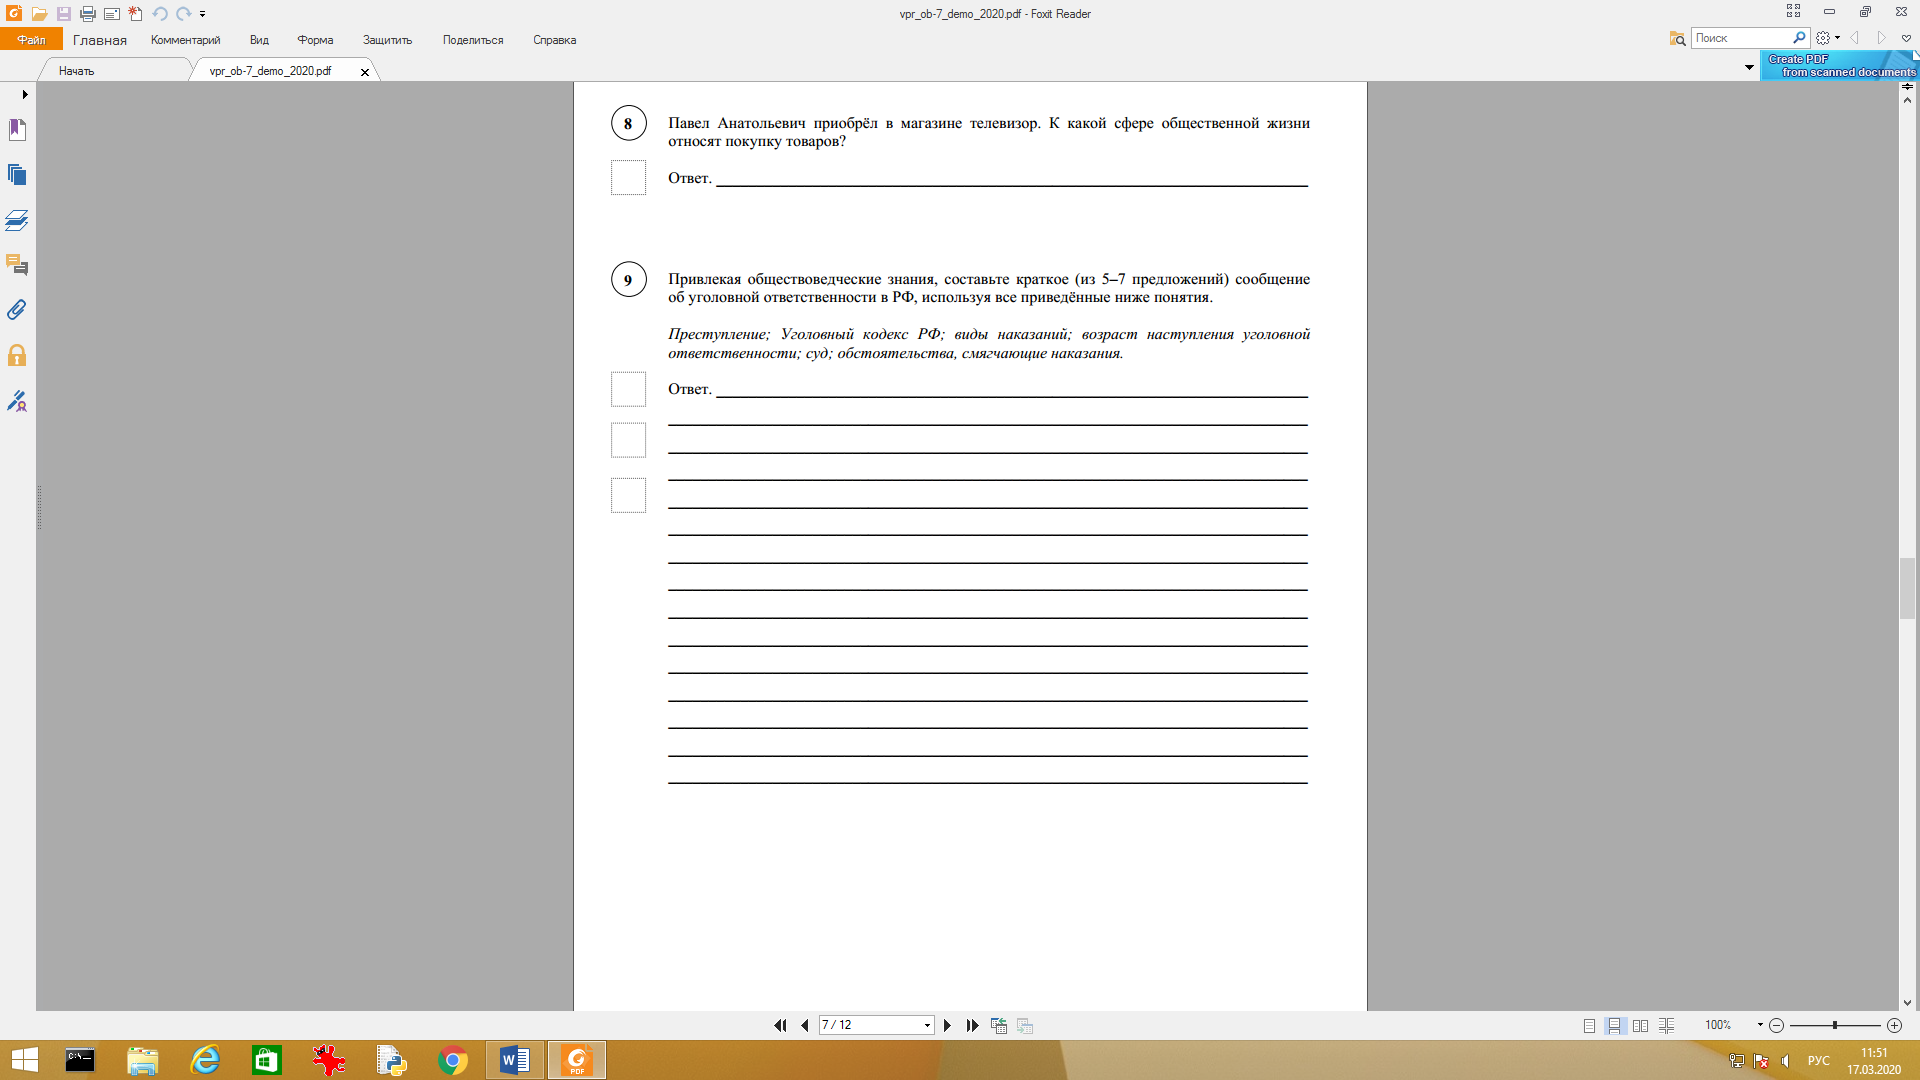 vpr_ob-7_demo_2020.pdf - Foxit Reader
Файл Главная Комментарий Вид Форма Защитить Поделиться Справка
Поиск
Начать
vpr_ob-7_demo_2020.pdf
Create PDF
from scanned documents
8
Павел Анатольевич приобрёл в магазине телевизор. К какой сфере общественной жизни
относят покупку товаров?
Ответ.
9
Привлекая обществоведческие знания, составьте краткое (из 5–7 предложений) сообщение
об уголовной ответственности в РФ, используя все приведённые ниже понятия.
Преступление; Уголовный кодекс РФ; виды наказаний; возраст наступления уголовной
ответственности; суд; обстоятельства, смягчающие наказания.
Ответ.
7 / 12
100%
C:\._
PDF
РУС
11:51
17.03.2020